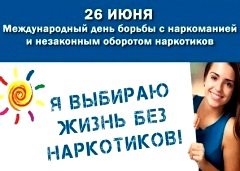 26 ИЮНЯ
Международный день борьбы с наркоманией
и незаконным оборотом наркотиков
Я ВЫБИРАЮ
ЖИЗНЬ БЕЗ
НАРКОТИКОВ!